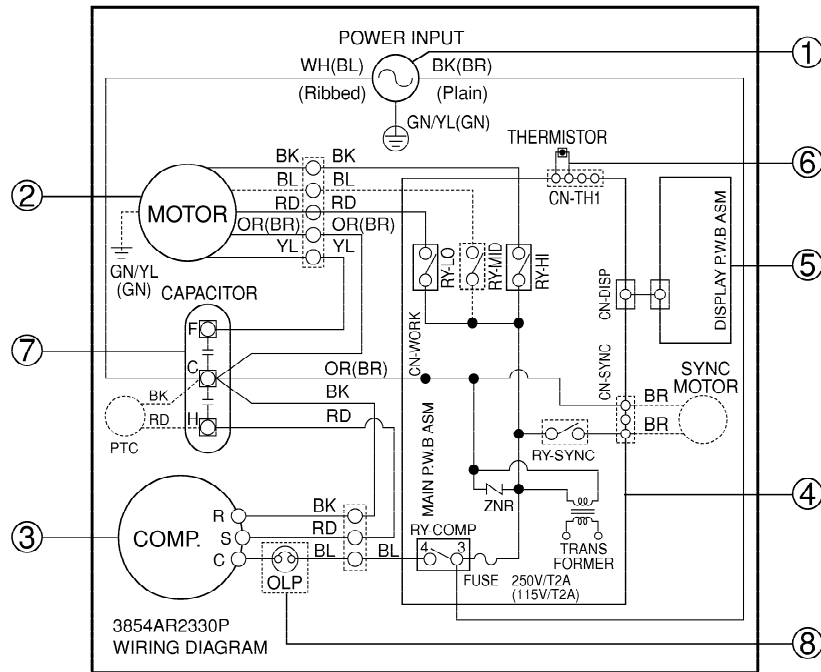 POWER INPUT
WH(BL) BK(BR)
(Ribbed) (Plain)
GN/YL(GN)
1
THERMISTOR
6
CN-TH1
BK BK
BL BL
2
MOTOR
RD RD
OR(BR) OR(BR)
YL YL
GN/YL
(GN)
RY-LO
RY-MID
RY-HI
CN-DISP
DISPLAY P.W.B ASM
5
CAPACITOR
F
7
C
H
CN-WORK
CN-SYNC
SYNC
MOTOR
OR(BR)
BK
RD
BK
RD
PTC
BR
BR
RY-SYNC
MAIN P.W.B ASM
4
ZNR
3
COMP.
R BK
S RD
C BL BL
OLP
RY-COMP
4 3
FUSE
250V/T2A
(115V/T2A)
TRANS
FORMER
8
3854AR2330P
WIRING DIAGRAM